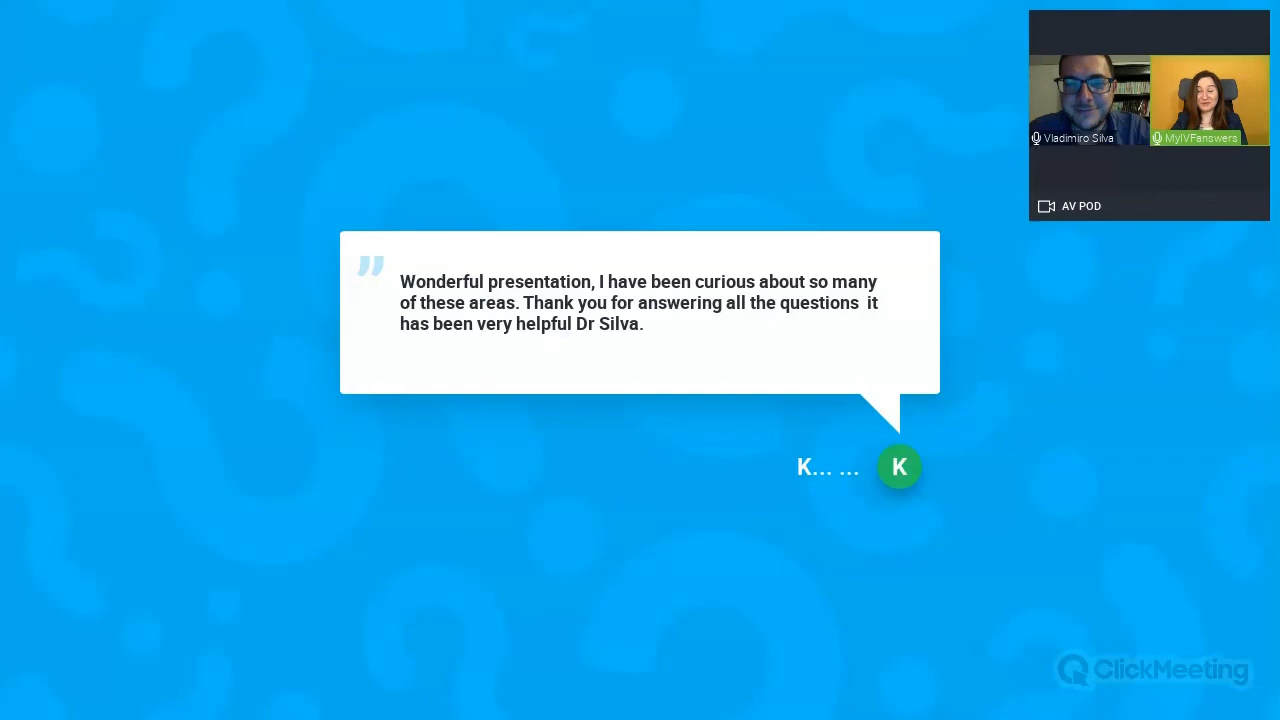 Vladimiro Silva
MyIVFanswers
AV POD
Wonderful presentation, I have been curious about so many
of these areas. Thank you for answering all the questions  it
has been very helpful Dr Silva.
K... ...
K
ClickMeeting